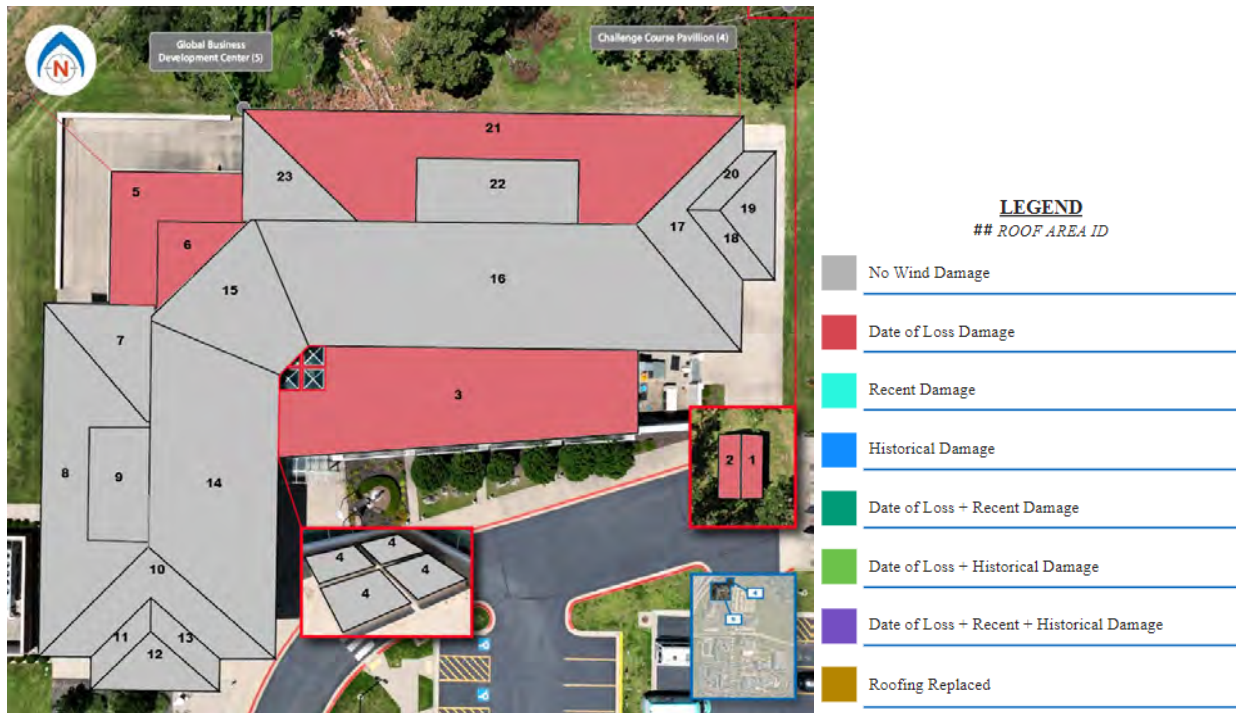 N
Global Business
Development Center (5)
Challenge Course Pavilion (4)
21
5
23
22
20
19
17
18
6
16
15
7
3
8
9
14
2
1
4
4
4
4
10
11
13
12
4
5
LEGEND
## ROOF AREA ID
No Wind Damage
Date of Loss Damage
Recent Damage
Historical Damage
Date of Loss + Recent Damage
Date of Loss + Historical Damage
Date of Loss + Recent + Historical Damage
Roofing Replaced